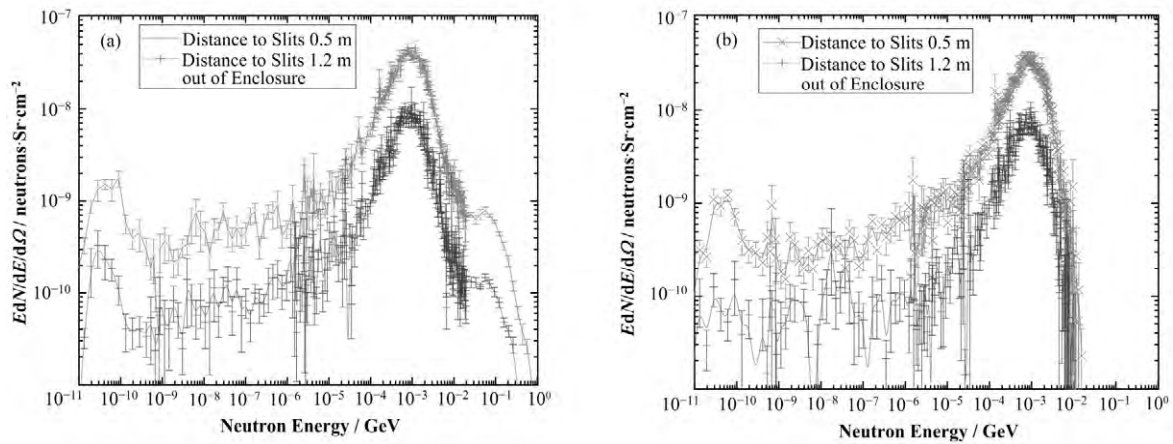 (a)
Distance to Slits 0.5 m
Distance to Slits 1.2 m
out of Enclosure
EdN/dE/dΩ / neutrons·Sr·cm⁻²
10⁻⁷
10⁻⁸
10⁻⁹
10⁻¹⁰
10⁻¹¹ 10⁻¹⁰ 10⁻⁹ 10⁻⁸ 10⁻⁷ 10⁻⁶ 10⁻⁵ 10⁻⁴ 10⁻³ 10⁻² 10⁻¹ 10⁰
Neutron Energy / GeV
(b)
Distance to Slits 0.5 m
Distance to Slits 1.2 m
out of Enclosure
EdN/dE/dΩ / neutrons·Sr·cm⁻²
10⁻⁷
10⁻⁸
10⁻⁹
10⁻¹⁰
10⁻¹¹ 10⁻¹⁰ 10⁻⁹ 10⁻⁸ 10⁻⁷ 10⁻⁶ 10⁻⁵ 10⁻⁴ 10⁻³ 10⁻² 10⁻¹ 10⁰
Neutron Energy / GeV